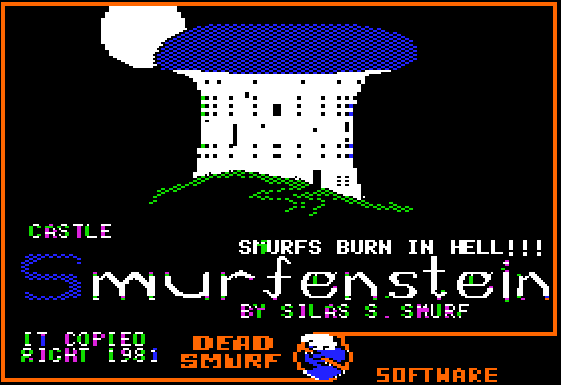 CASTLE
SMURFS BURN IN HELL!!!
Smurfenstein
BY SILAS S. SMURF
IT COPIED
RIGHT 1981
DEAD
SMURF
SOFTWARE